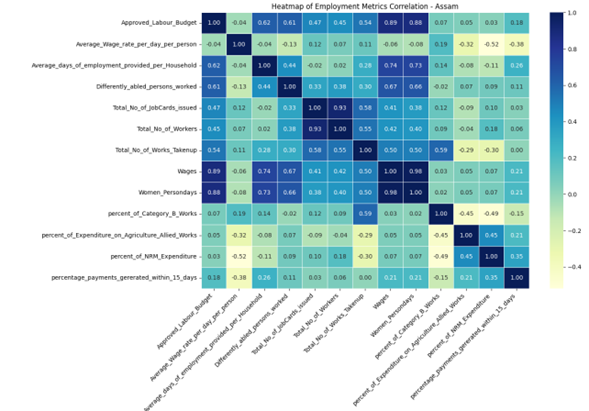 Heatmap of Employment Metrics Correlation - Assam
Approved_Labour_Budget 1.00 -0.04 0.62 0.61 0.47 0.45 0.54 0.89 0.88 0.07 0.05 0.03 0.18
Average_Wage_rate_per_day_per_person -0.04 1.00 -0.04 -0.13 0.12 0.07 0.11 -0.06 -0.08 0.19 -0.32 -0.52 -0.38
Average_days_of_employment_provided_per_Household 0.62 -0.04 1.00 0.44 -0.02 0.02 0.28 0.74 0.73 0.14 -0.08 -0.11 0.26
Differently_abled_persons_worked 0.61 -0.13 0.44 1.00 0.33 0.38 0.30 0.67 0.66 -0.02 0.07 0.09 0.11
Total_No_of_JobCards_issued 0.47 0.12 -0.02 0.33 1.00 0.93 0.58 0.41 0.38 0.12 -0.09 0.10 0.03
Total_No_of_Workers 0.45 0.07 0.02 0.38 0.93 1.00 0.55 0.42 0.40 0.09 -0.04 0.18 0.06
Total_No_of_Works_Takenup 0.54 0.11 0.28 0.30 0.58 0.55 1.00 0.50 0.50 0.59 -0.29 -0.30 0.00
Wages 0.89 -0.06 0.74 0.67 0.41 0.42 0.50 1.00 0.98 0.03 0.05 0.07 0.21
Women_Persondays 0.88 -0.08 0.73 0.66 0.38 0.40 0.50 0.98 1.00 0.02 0.05 0.07 0.21
percent_of_Category_B_Works 0.07 0.19 0.14 -0.02 0.12 0.09 0.59 0.03 0.02 1.00 -0.45 -0.49 -0.15
percent_of_Expenditure_on_Agriculture_Allied_Works 0.05 -0.32 -0.08 0.07 -0.09 -0.04 -0.29 0.05 0.05 -0.45 1.00 0.45 0.21
percent_of_NRM_Expenditure 0.03 -0.52 -0.11 0.09 0.10 0.18 -0.30 0.07 0.07 -0.49 0.45 1.00 0.35
percentage_payments_gererated_within_15_days 0.18 -0.38 0.26 0.11 0.03 0.06 0.00 0.21 0.21 -0.15 0.21 0.35 1.00
Approved_Labour_Budget
Average_Wage_rate_per_day_per_person
Average_days_of_employment_provided_per_Household
Differently_abled_persons_worked
Total_No_of_JobCards_issued
Total_No_of_Workers
Total_No_of_Works_Takenup
Wages
Women_Persondays
percent_of_Category_B_Works
percent_of_Expenditure_on_Agriculture_Allied_Works
percent_of_NRM_Expenditure
percentage_payments_gererated_within_15_days
1.0
0.8
0.6
0.4
0.2
0.0
-0.2
-0.4